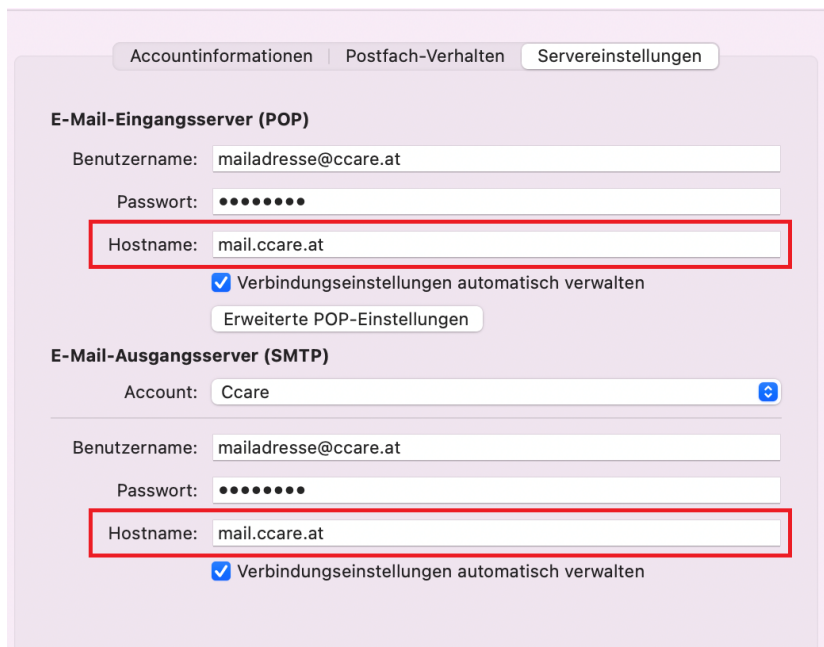 Accountinformationen Postfach-Verhalten Servereinstellungen
E-Mail-Eingangsserver (POP)
Benutzername: mailadresse@ccare.at
Passwort: ••••••••
Hostname: mail.ccare.at
Verbindungseinstellungen automatisch verwalten
Erweiterte POP-Einstellungen
E-Mail-Ausgangsserver (SMTP)
Account: Ccare
Benutzername: mailadresse@ccare.at
Passwort: ••••••••
Hostname: mail.ccare.at
Verbindungseinstellungen automatisch verwalten